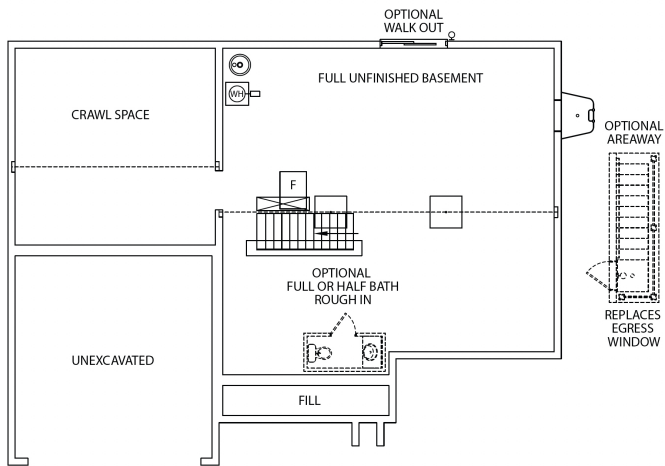 OPTIONAL
WALK OUT
FULL UNFINISHED BASEMENT
WH
CRAWL SPACE
OPTIONAL
AREAWAY
F
OPTIONAL
FULL OR HALF BATH
ROUGH IN
REPLACES
EGRESS
WINDOW
UNEXCAVATED
FILL